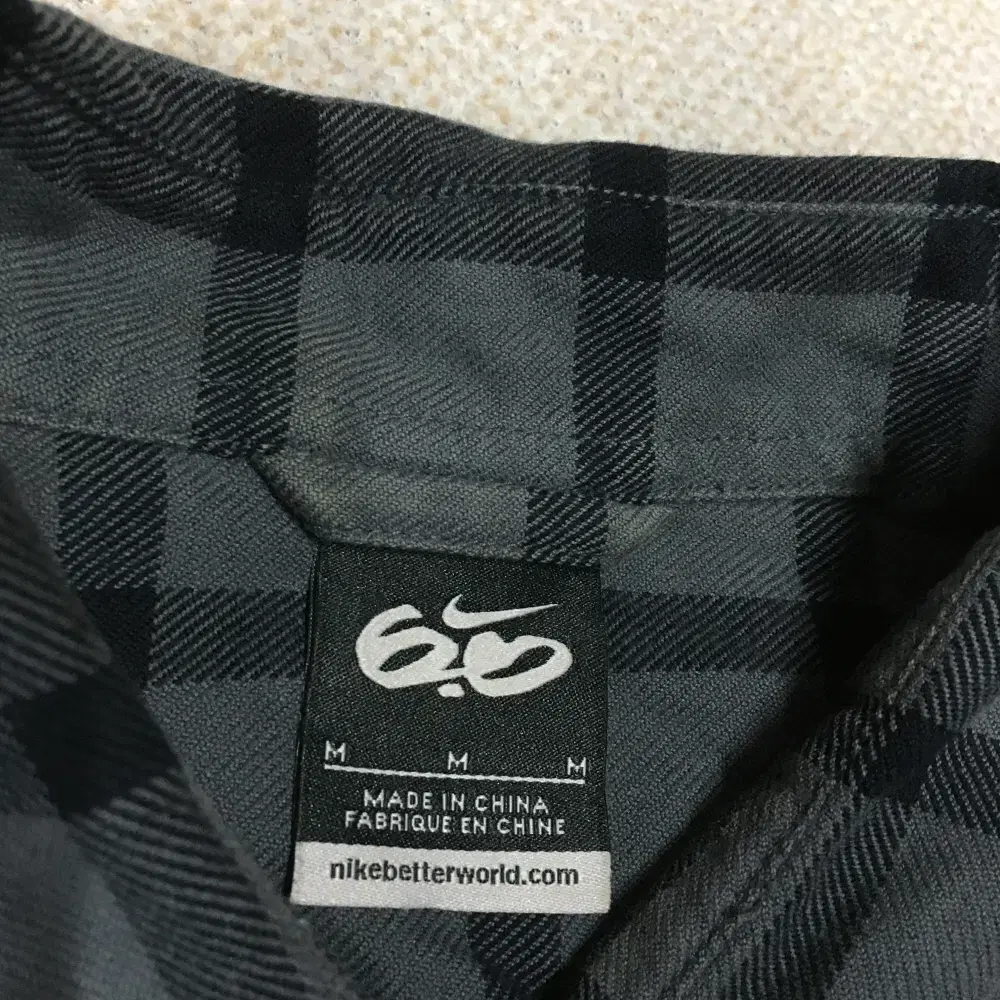 6.0
M M M
MADE IN CHINA
FABRIQUE EN CHINE
nikebetterworld.com